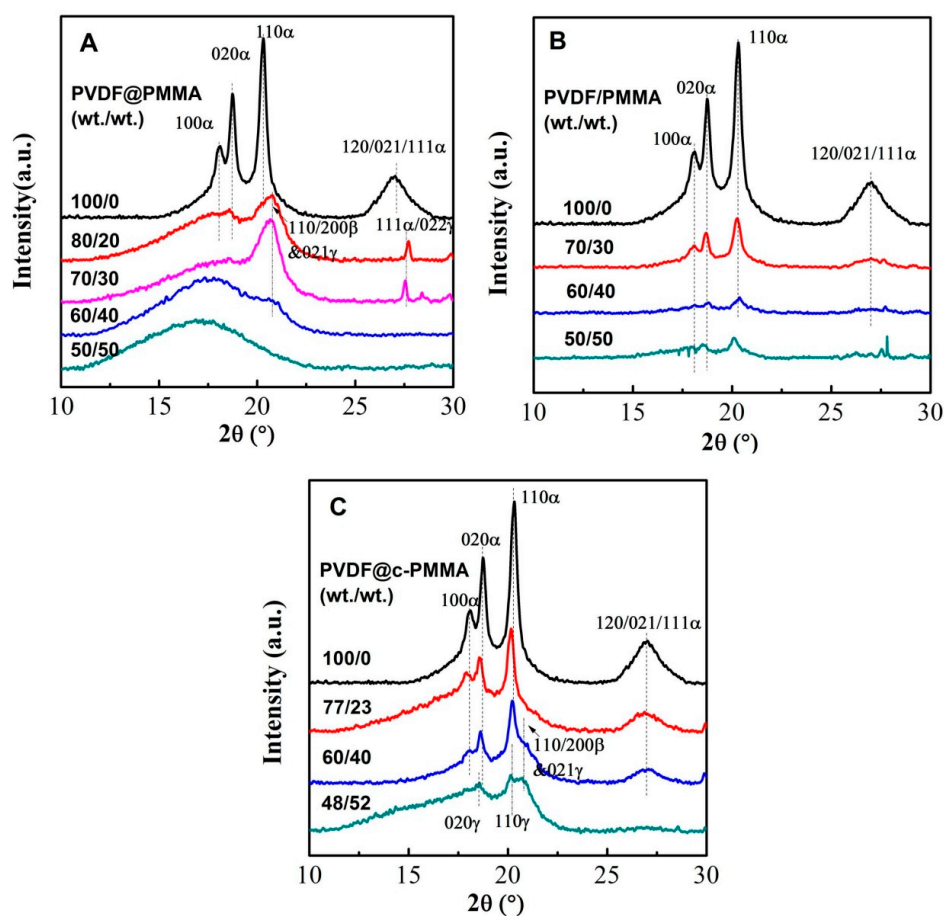 A
110α
020α
PVDF@PMMA
(wt./wt.)
100α
120/021/111α
100/0
110/200β
&021γ
111α/022γ
80/20
70/30
60/40
50/50
Intensity(a.u.)
10 15 20 25 30
2θ (°)
B
110α
020α
PVDF/PMMA
(wt./wt.)
100α
120/021/111α
100/0
70/30
60/40
50/50
Intensity (a.u.)
10 15 20 25 30
2θ (°)
C
110α
020α
PVDF@c-PMMA
(wt./wt.)
100α
120/021/111α
100/0
77/23
110/200β
&021γ
60/40
48/52
020γ 110γ
Intensity (a.u.)
10 15 20 25 30
2θ (°)